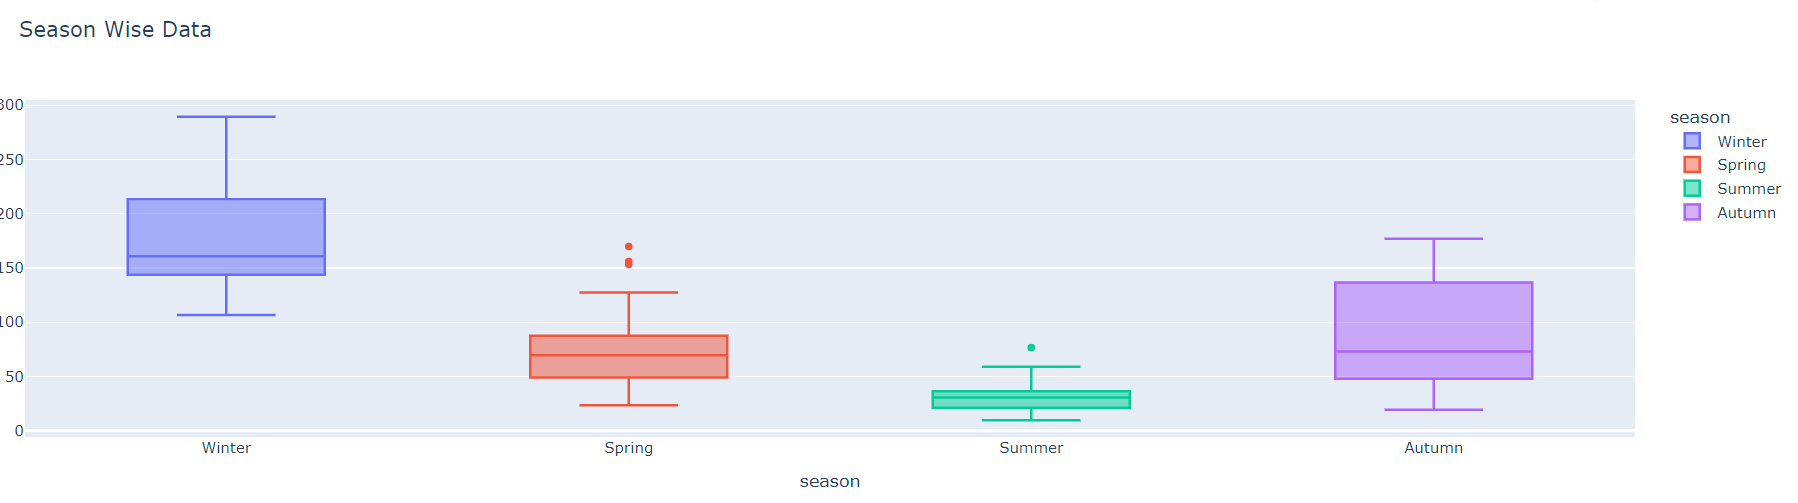 Season Wise Data
300
250
200
150
100
50
0
Winter Spring Summer Autumn
season
season
Winter
Spring
Summer
Autumn